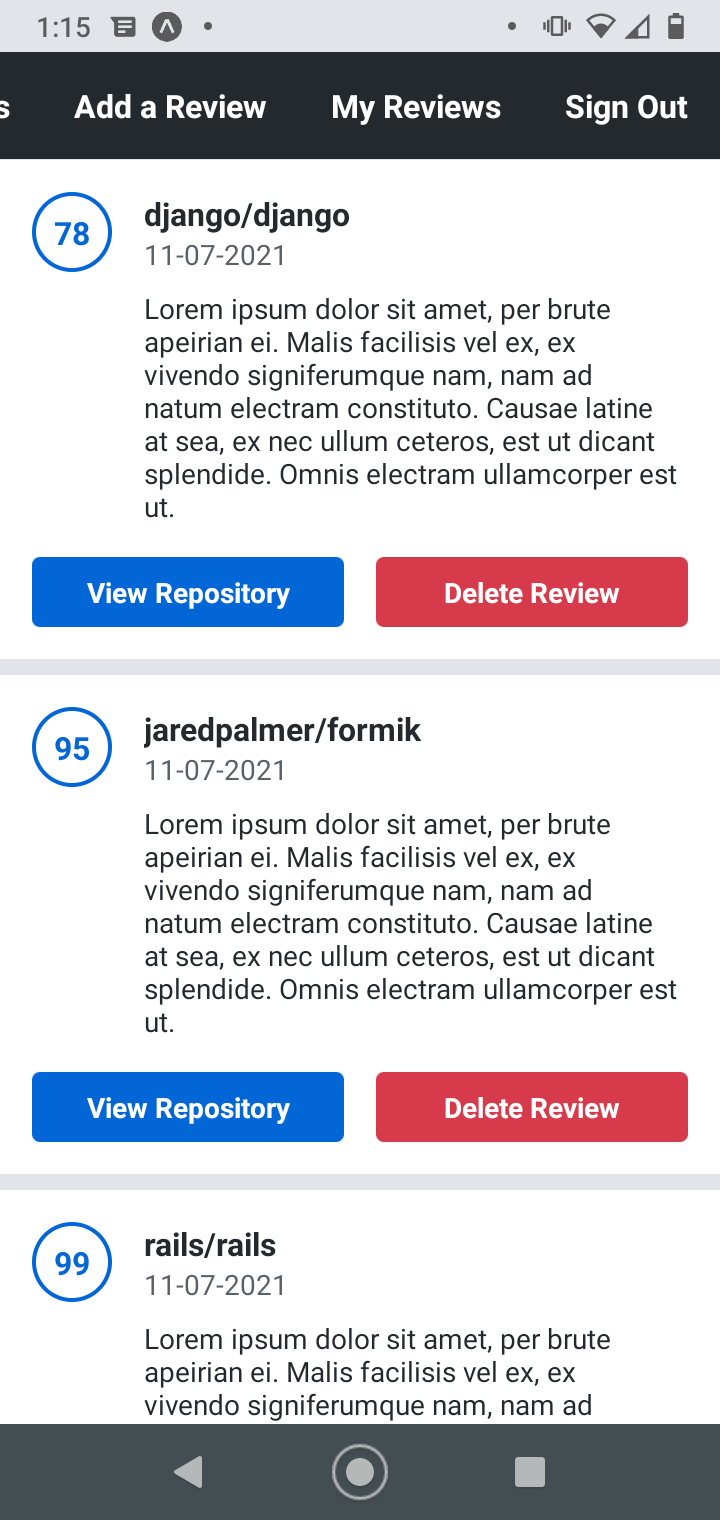 1:15
s Add a Review My Reviews Sign Out
78
django/django
11-07-2021
Lorem ipsum dolor sit amet, per brute
apeirian ei. Malis facilisis vel ex, ex
vivendo signiferumque nam, nam ad
natum electram constituto. Causae latine
at sea, ex nec ullum ceteros, est ut dicant
splendide. Omnis electram ullamcorper est
ut.
View Repository Delete Review
95
jaredpalmer/formik
11-07-2021
Lorem ipsum dolor sit amet, per brute
apeirian ei. Malis facilisis vel ex, ex
vivendo signiferumque nam, nam ad
natum electram constituto. Causae latine
at sea, ex nec ullum ceteros, est ut dicant
splendide. Omnis electram ullamcorper est
ut.
View Repository Delete Review
99
rails/rails
11-07-2021
Lorem ipsum dolor sit amet, per brute
apeirian ei. Malis facilisis vel ex, ex
vivendo signiferumque nam, nam ad